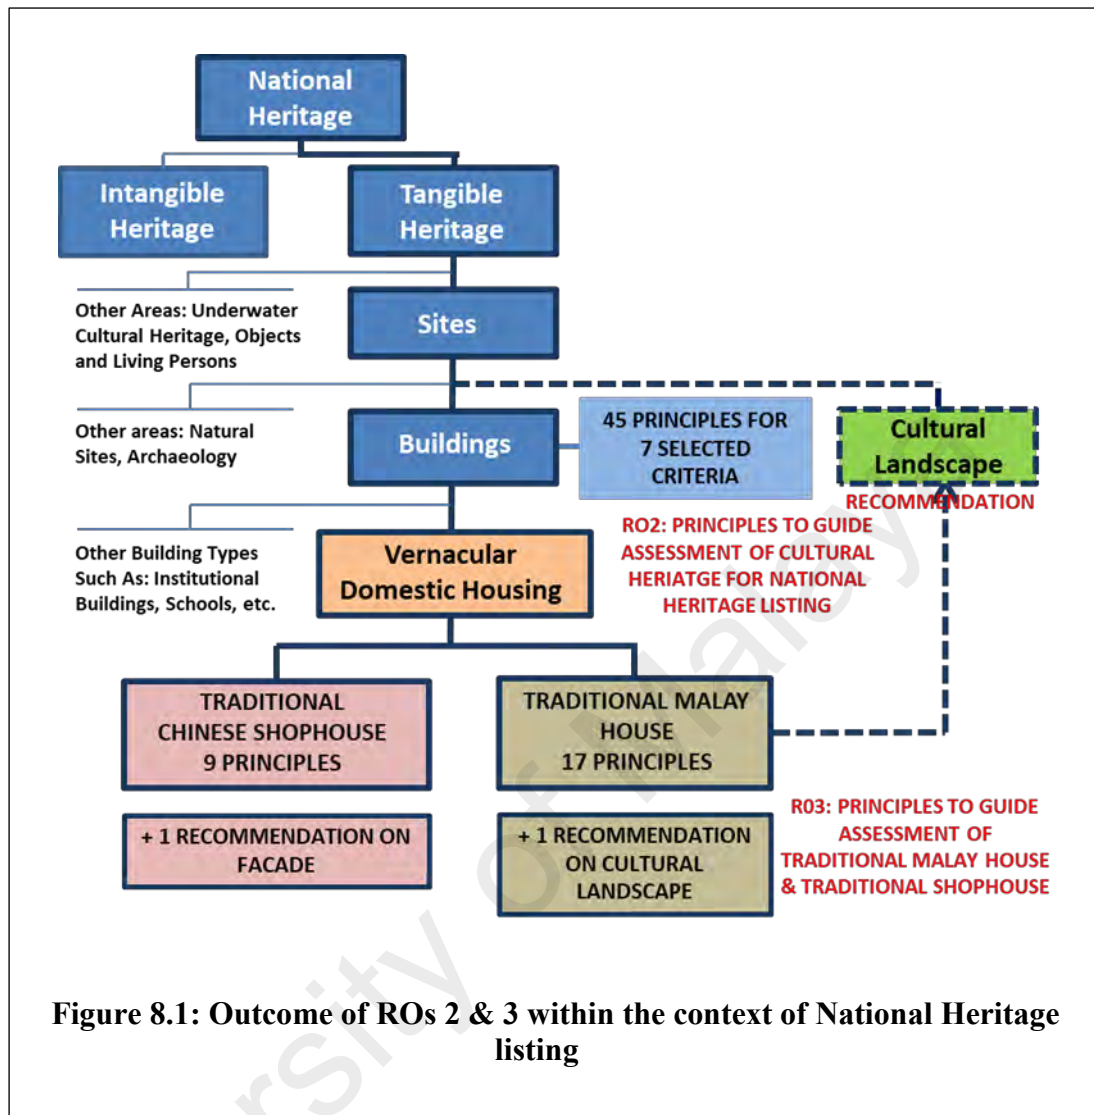 National
Heritage
Intangible
Heritage
Tangible
Heritage
Other Areas: Underwater
Cultural Heritage, Objects
and Living Persons
Sites
Other areas: Natural
Sites, Archaeology
Buildings
45 PRINCIPLES FOR
7 SELECTED
CRITERIA
Cultural
Landscape
RECOMMENDATION
RO2: PRINCIPLES TO GUIDE
ASSESSMENT OF CULTURAL
HERIATGE FOR NATIONAL
HERITAGE LISTING
Other Building Types
Such As: Institutional
Buildings, Schools, etc.
Vernacular
Domestic Housing
TRADITIONAL
CHINESE SHOPHOUSE
9 PRINCIPLES
TRADITIONAL MALAY
HOUSE
17 PRINCIPLES
+ 1 RECOMMENDATION ON
FACADE
+ 1 RECOMMENDATION
ON CULTURAL
LANDSCAPE
R03: PRINCIPLES TO GUIDE
ASSESSMENT OF
TRADITIONAL MALAY HOUSE
& TRADITIONAL SHOPHOUSE
Figure 8.1: Outcome of ROs 2 & 3 within the context of National Heritage
listing
ersity of Malay